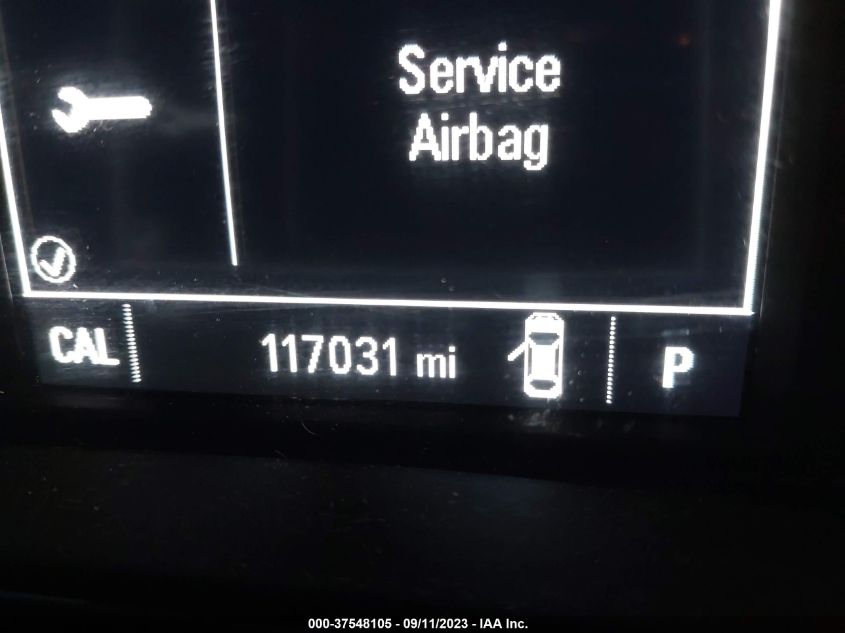 Service
Airbag
CAL 117031 mi P
000-37548105 - 09/11/2023 - IAA Inc.